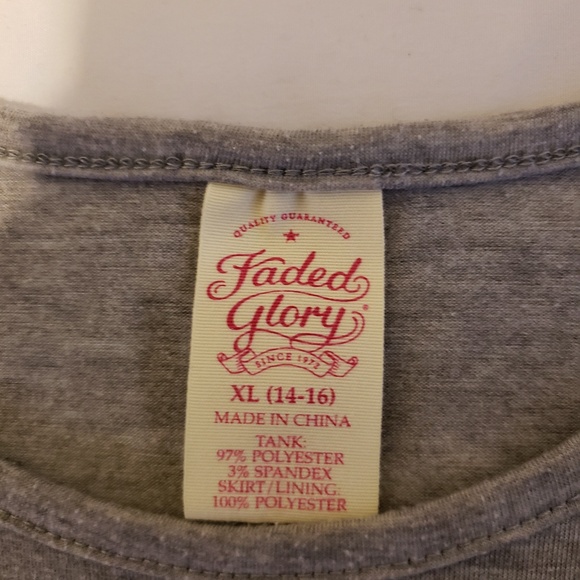 QUALITY GUARANTEED
Faded
Glory®
SINCE 1972
XL (14-16)
MADE IN CHINA
TANK:
97% POLYESTER
3% SPANDEX
SKIRT/LINING:
100% POLYESTER